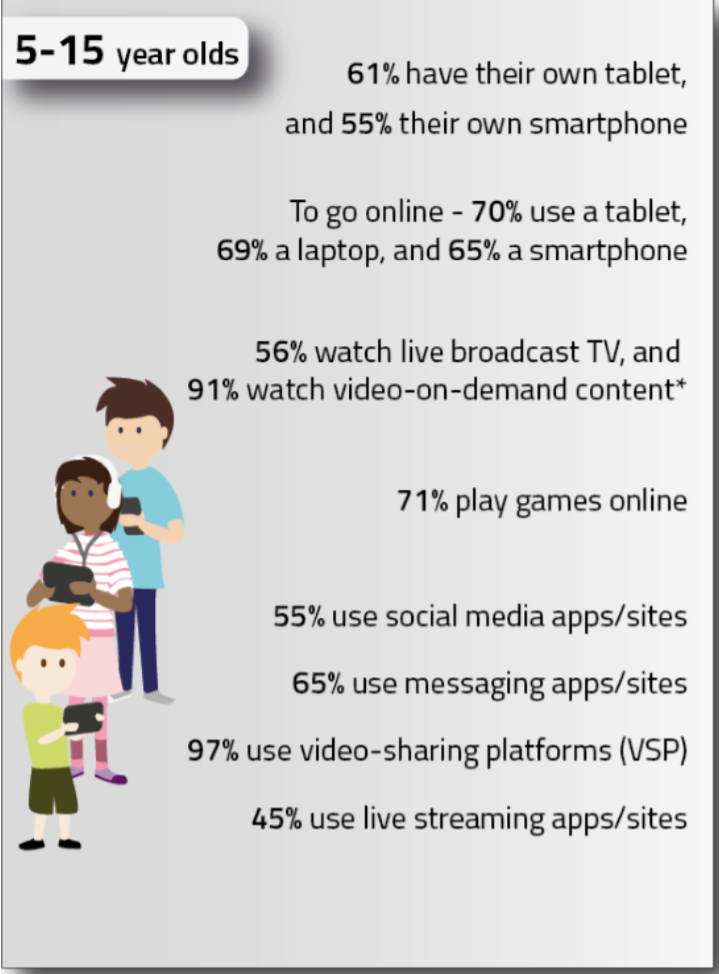 5-15 year olds
61% have their own tablet,
and 55% their own smartphone
To go online - 70% use a tablet,
69% a laptop, and 65% a smartphone
56% watch live broadcast TV, and
91% watch video-on-demand content*
71% play games online
55% use social media apps/sites
65% use messaging apps/sites
97% use video-sharing platforms (VSP)
45% use live streaming apps/sites